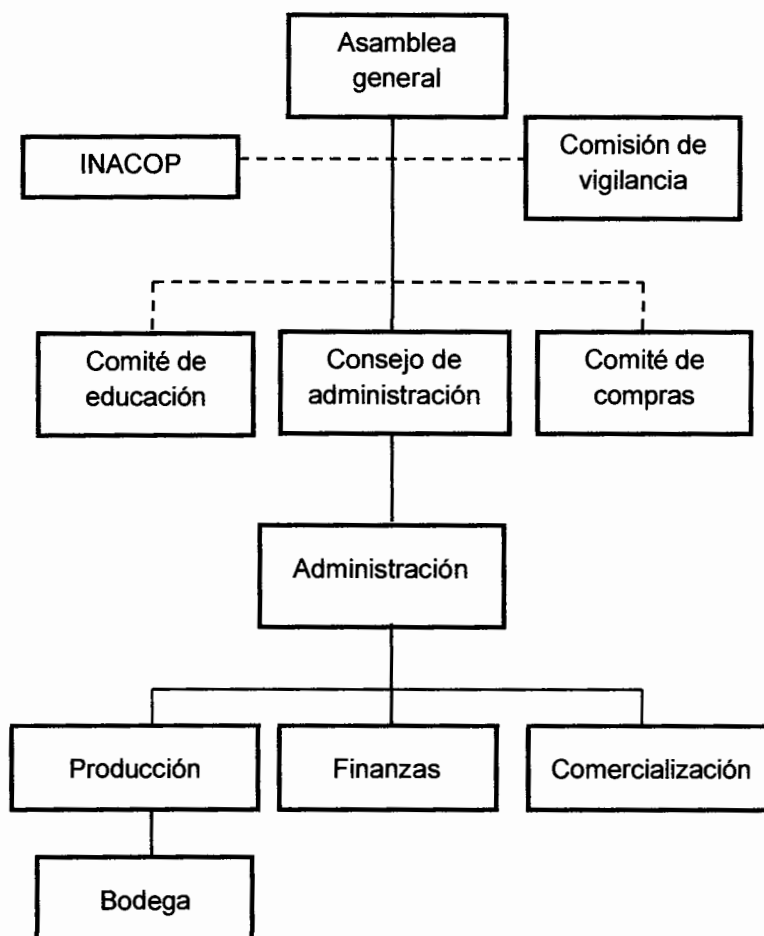 Asamblea
general
INACOP
Comisión de
vigilancia
Comité de
educación
Consejo de
administración
Comité de
compras
Administración
Producción
Finanzas
Comercialización
Bodega